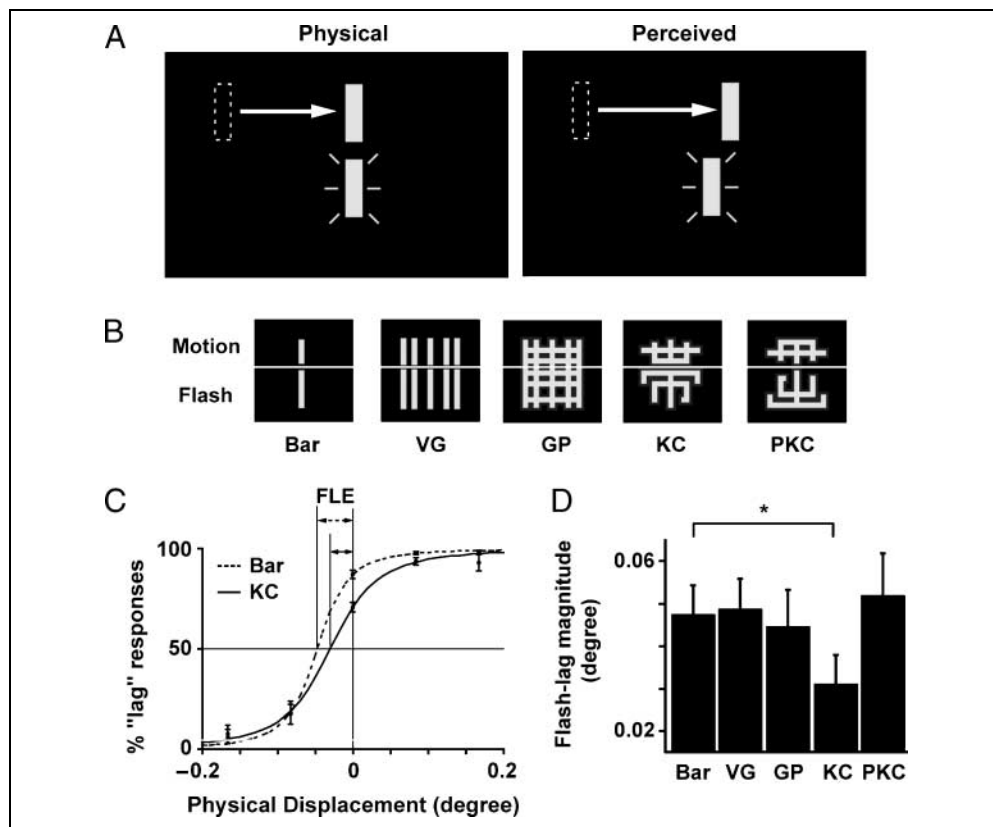 A
Physical
Perceived
B
Motion
Flash
Bar
VG
GP
KC
PKC
C
FLE
100
50
0
% "lag" responses
Bar
KC
−0.2
0
0.2
Physical Displacement (degree)
D
*
0.06
0.02
Flash-lag magnitude
(degree)
Bar VG GP KC PKC